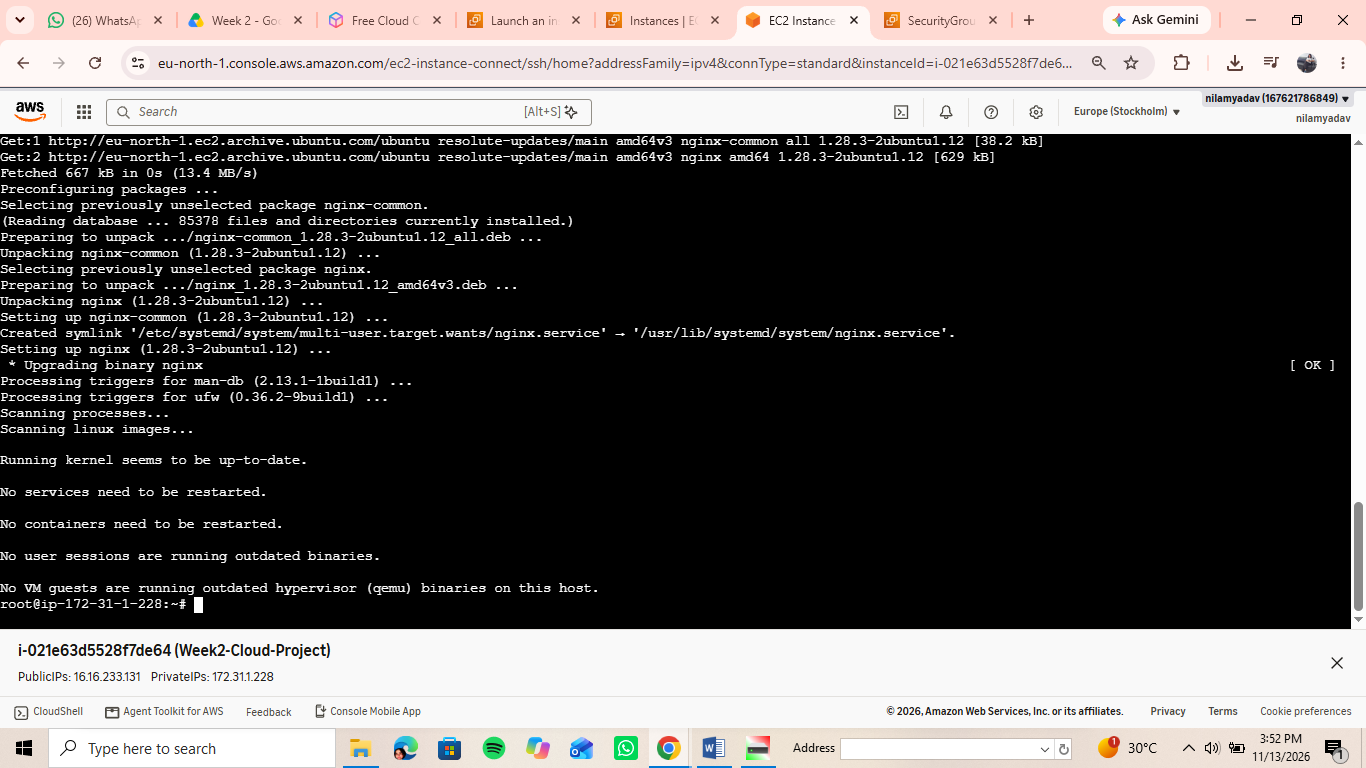 (26) WhatsA
Week 2 - Goo
Free Cloud C
Launch an in
Instances | EC
EC2 Instance
SecurityGrou
Ask Gemini
eu-north-1.console.aws.amazon.com/ec2-instance-connect/ssh/home?addressFamily=ipv4&connType=standard&instanceId=i-021e63d5528f7de6...
aws
Search
[Alt+S]
Europe (Stockholm)
nilamyadav (167621786849)
nilamyadav
Get:1 http://eu-north-1.ec2.archive.ubuntu.com/ubuntu resolute-updates/main amd64v3 nginx-common all 1.28.3-2ubuntu1.12 [38.2 kB]
Get:2 http://eu-north-1.ec2.archive.ubuntu.com/ubuntu resolute-updates/main amd64v3 nginx amd64 1.28.3-2ubuntu1.12 [629 kB]
Fetched 667 kB in 0s (13.4 MB/s)
Preconfiguring packages ...
Selecting previously unselected package nginx-common.
(Reading database ... 85378 files and directories currently installed.)
Preparing to unpack .../nginx-common_1.28.3-2ubuntu1.12_all.deb ...
Unpacking nginx-common (1.28.3-2ubuntu1.12) ...
Selecting previously unselected package nginx.
Preparing to unpack .../nginx_1.28.3-2ubuntu1.12_amd64v3.deb ...
Unpacking nginx (1.28.3-2ubuntu1.12) ...
Setting up nginx-common (1.28.3-2ubuntu1.12) ...
Created symlink '/etc/systemd/system/multi-user.target.wants/nginx.service' → '/usr/lib/systemd/system/nginx.service'.
Setting up nginx (1.28.3-2ubuntu1.12) ...
 * Upgrading binary nginx [ OK ]
Processing triggers for man-db (2.13.1-1build1) ...
Processing triggers for ufw (0.36.2-9build1) ...
Scanning processes...
Scanning linux images...
Running kernel seems to be up-to-date.
No services need to be restarted.
No containers need to be restarted.
No user sessions are running outdated binaries.
No VM guests are running outdated hypervisor (qemu) binaries on this host.
root@ip-172-31-1-228:~#
i-021e63d5528f7de64 (Week2-Cloud-Project)
PublicIPs: 16.16.233.131 PrivateIPs: 172.31.1.228
CloudShell
Agent Toolkit for AWS
Feedback
Console Mobile App
© 2026, Amazon Web Services, Inc. or its affiliates.
Privacy
Terms
Cookie preferences
Type here to search
Address
1
30°C
3:52 PM
11/13/2026
1